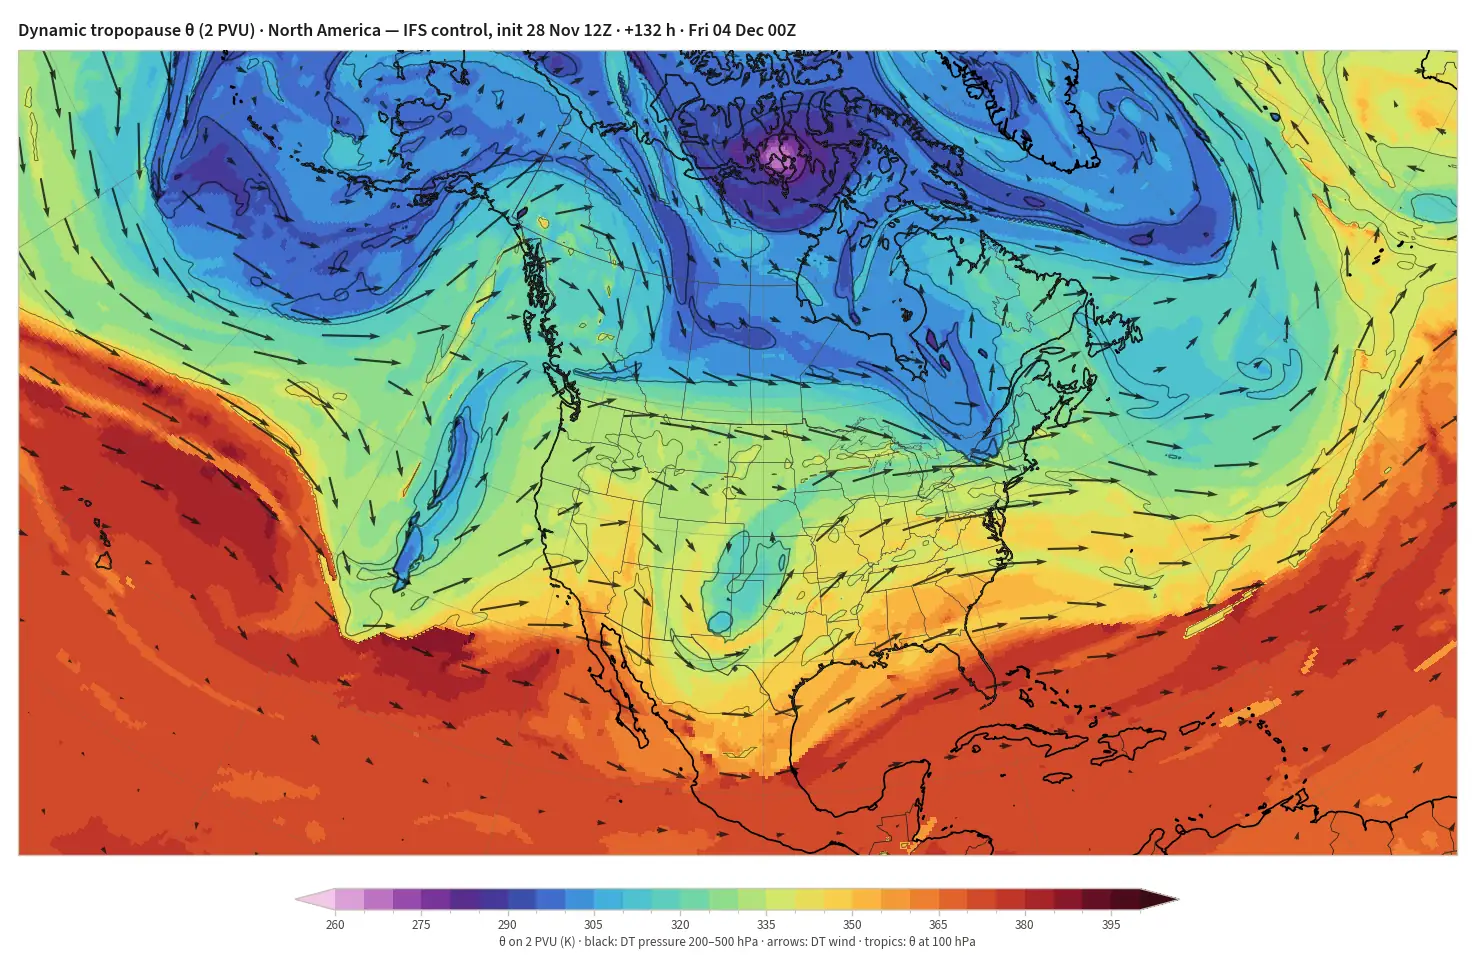 Dynamic tropopause θ (2 PVU) · North America — IFS control, init 28 Nov 12Z · +132 h · Fri 04 Dec 00Z
260 275 290 305 320 335 350 365 380 395
θ on 2 PVU (K) · black: DT pressure 200–500 hPa · arrows: DT wind · tropics: θ at 100 hPa